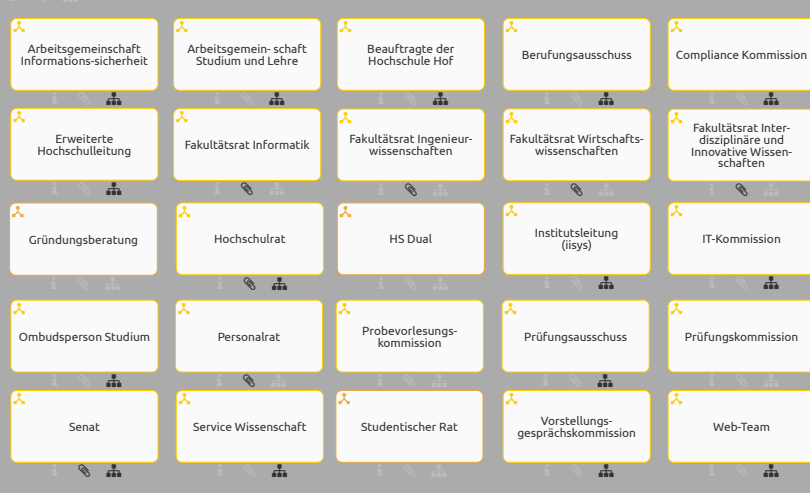 Arbeitsgemeinschaft
Informations-sicherheit
Arbeitsgemein- schaft
Studium und Lehre
Beauftragte der
Hochschule Hof
Berufungsausschuss
Compliance Kommission
Erweiterte
Hochschulleitung
Fakultätsrat Informatik
Fakultätsrat Ingenieur-
wissenschaften
Fakultätsrat Wirtschafts-
wissenschaften
Fakultätsrat Inter-
disziplinäre und
Innovative Wissen-
schaften
Gründungsberatung
Hochschulrat
HS Dual
Institutsleitung
(iisys)
IT-Kommission
Ombudsperson Studium
Personalrat
Probevorlesungs-
kommission
Prüfungsausschuss
Prüfungskommission
Senat
Service Wissenschaft
Studentischer Rat
Vorstellungs-
gesprächskommission
Web-Team